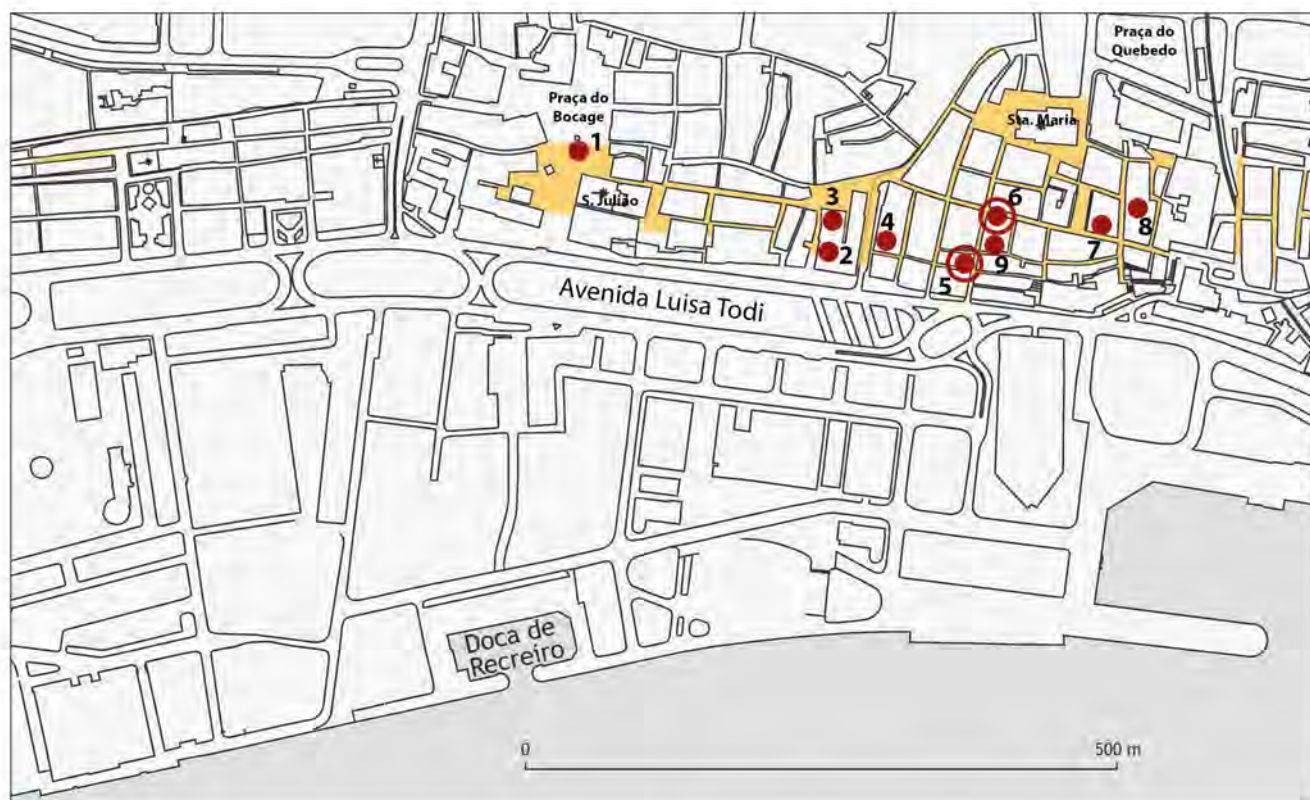 Praça do
Quebedo
Praça do
Bocage
1
Sta. Maria
S. Julião
3
6
4
2
7
8
9
5
Avenida Luisa Todi
Doca de
Recreiro
0
500 m